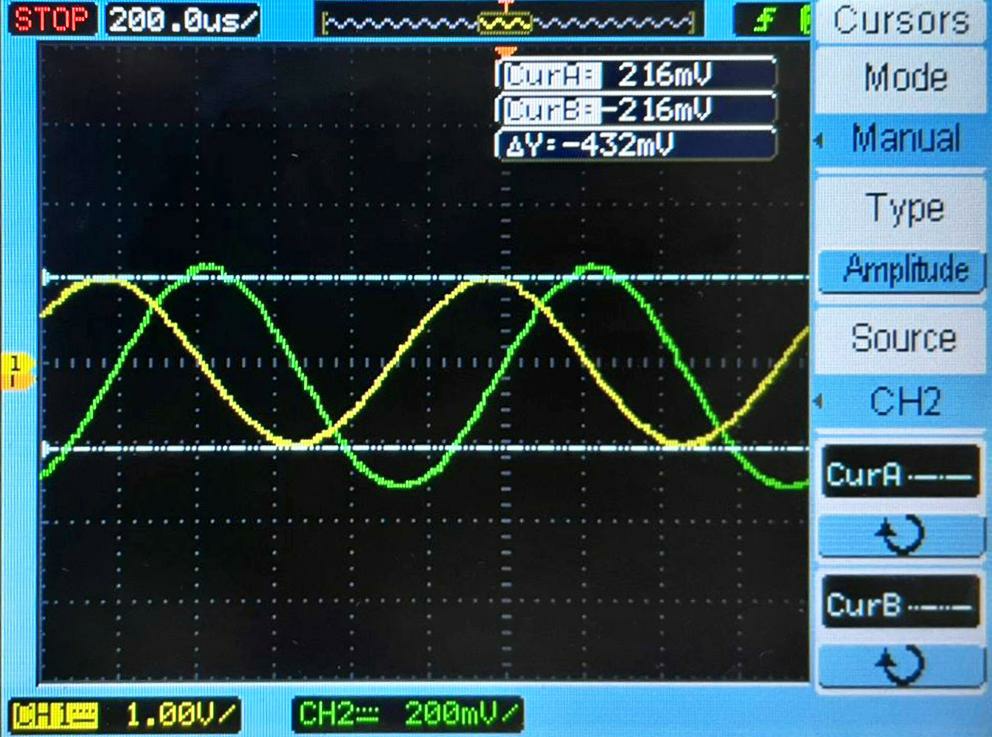 STOP 200.0us/ Cursors
Mode
Manual
CurA: 216mV
CurB:-216mV
ΔY:-432mV
Type
Amplitude
Source
CH2
1
CurA
CurB
CH1 1.00V/ CH2 200mV/